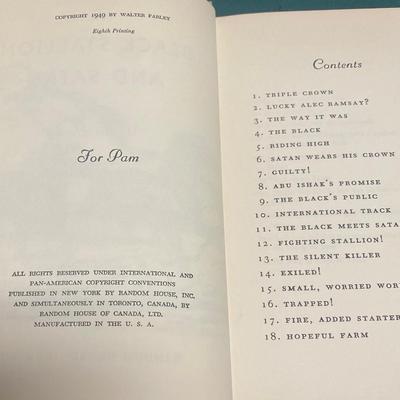 COPYRIGHT 1949 BY WALTER FARLEY
Eighth Printing
For Pam
ALL RIGHTS RESERVED UNDER INTERNATIONAL AND
PAN-AMERICAN COPYRIGHT CONVENTIONS
PUBLISHED IN NEW YORK BY RANDOM HOUSE, INC.
AND SIMULTANEOUSLY IN TORONTO, CANADA, BY
RANDOM HOUSE OF CANADA, LTD.
MANUFACTURED IN THE U. S. A.
Contents
1. TRIPLE CROWN
2. LUCKY ALEC RAMSAY?
3. THE WAY IT WAS
4. THE BLACK
5. RIDING HIGH
6. SATAN WEARS HIS CROWN
7. GUILTY!
8. ABU ISHAK'S PROMISE
9. THE BLACK'S PUBLIC
10. INTERNATIONAL TRACK
11. THE BLACK MEETS SATA
12. FIGHTING STALLION!
13. THE SILENT KILLER
14. EXILED!
15. SMALL, WORRIED WOR
16. TRAPPED!
17. FIRE, ADDED STARTER
18. HOPEFUL FARM